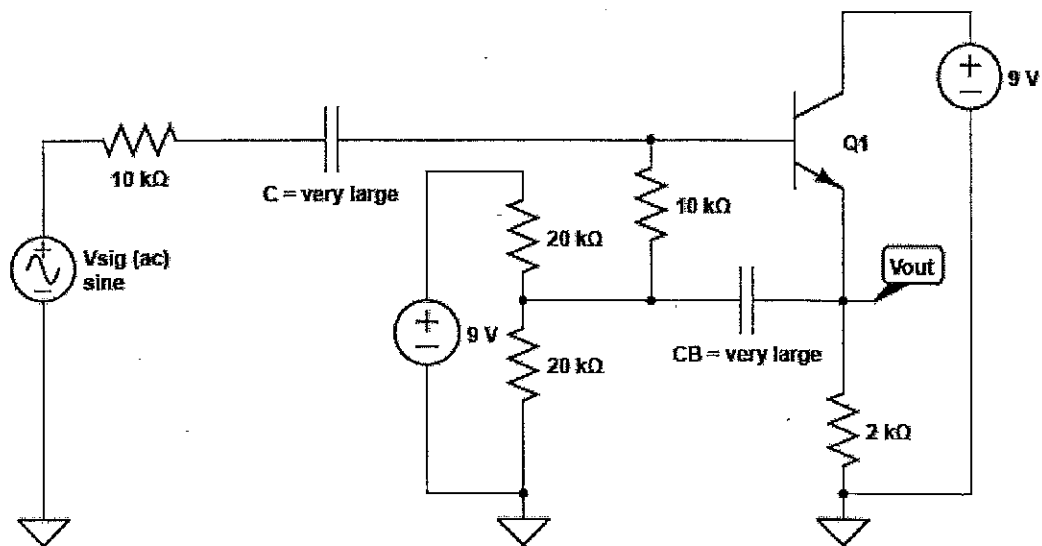 +
−
9 V
Q1
10 kΩ
C = very large
10 kΩ
20 kΩ
Vsig (ac)
sine
+
−
Vout
+
−
9 V
20 kΩ
CB = very large
2 kΩ